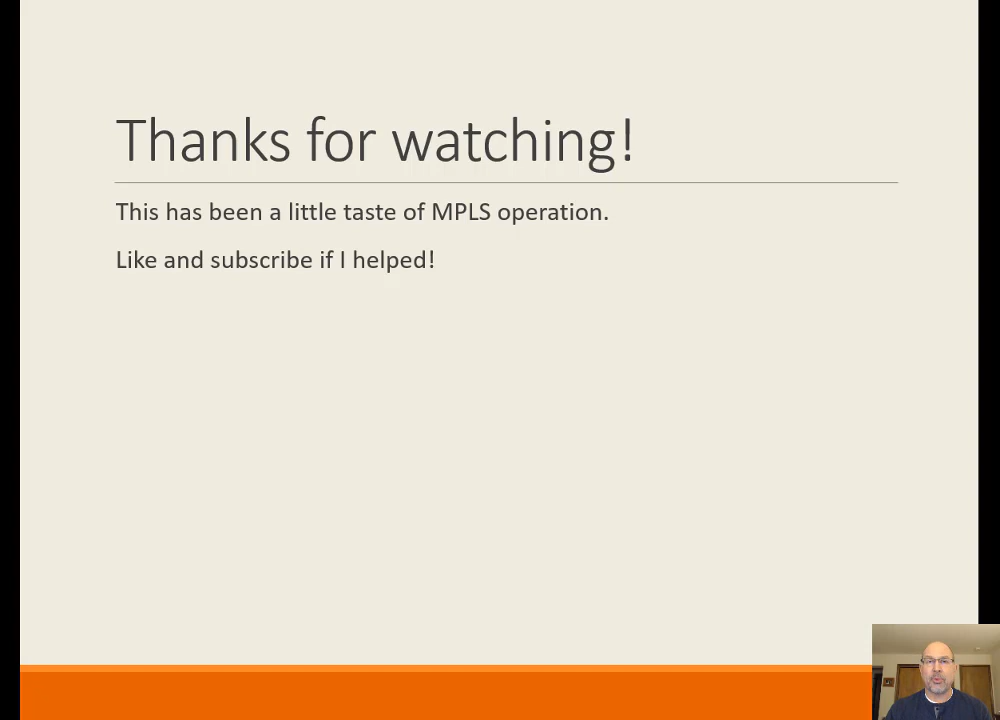 Thanks for watching!
This has been a little taste of MPLS operation.
Like and subscribe if I helped!